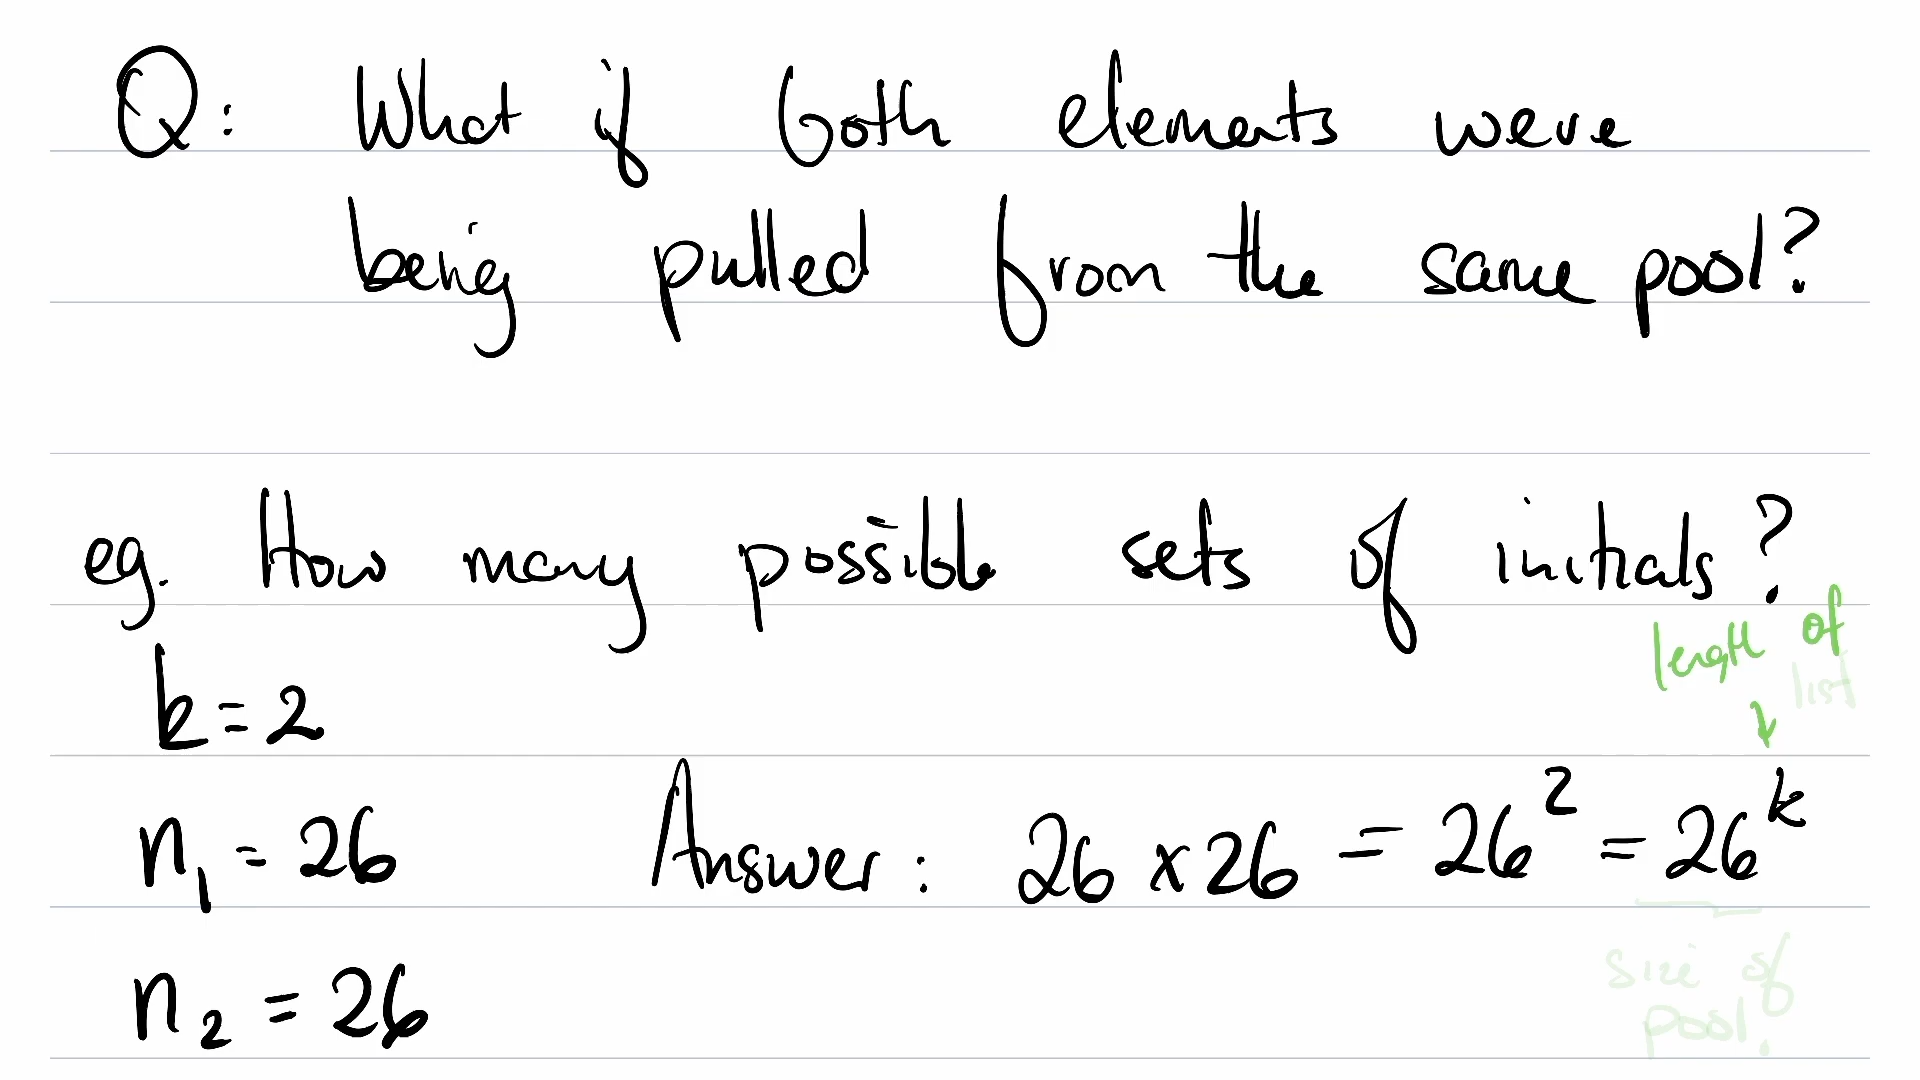 Q: What if both elements were
being pulled from the same pool?
eg. How many possible sets of initials?
length of
list
↓
k = 2
n₁ = 26 Answer: 26 × 26 = 26² = 26ᵏ
size of
pool.
n₂ = 26